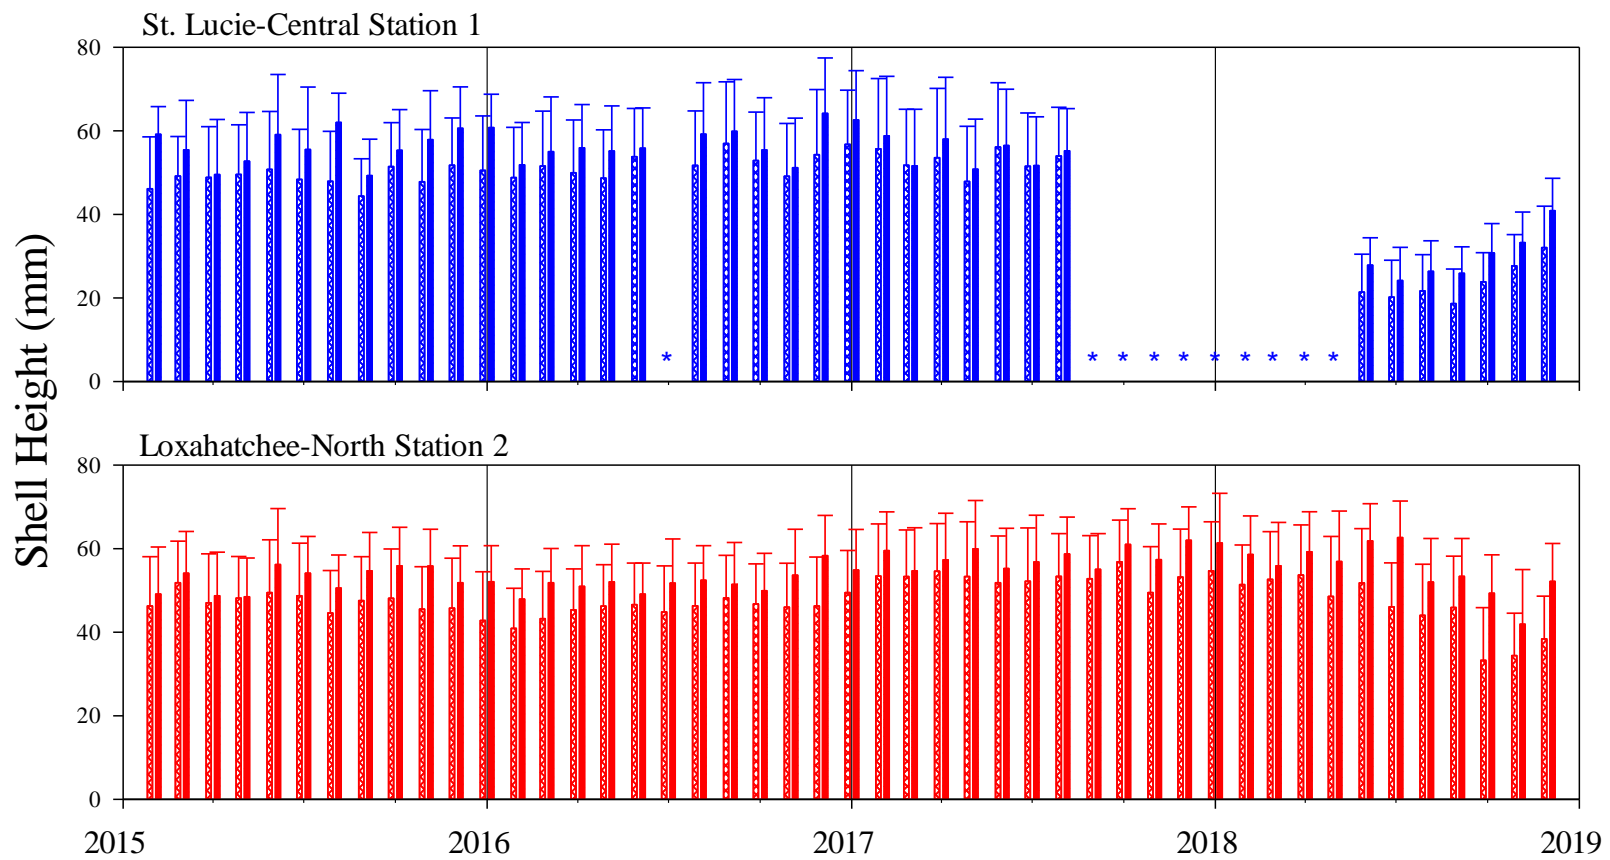 St. Lucie-Central Station 1
80
60
40
20
0
* * * * * * * * * *
Shell Height (mm)
Loxahatchee-North Station 2
80
60
40
20
0
2015 2016 2017 2018 2019